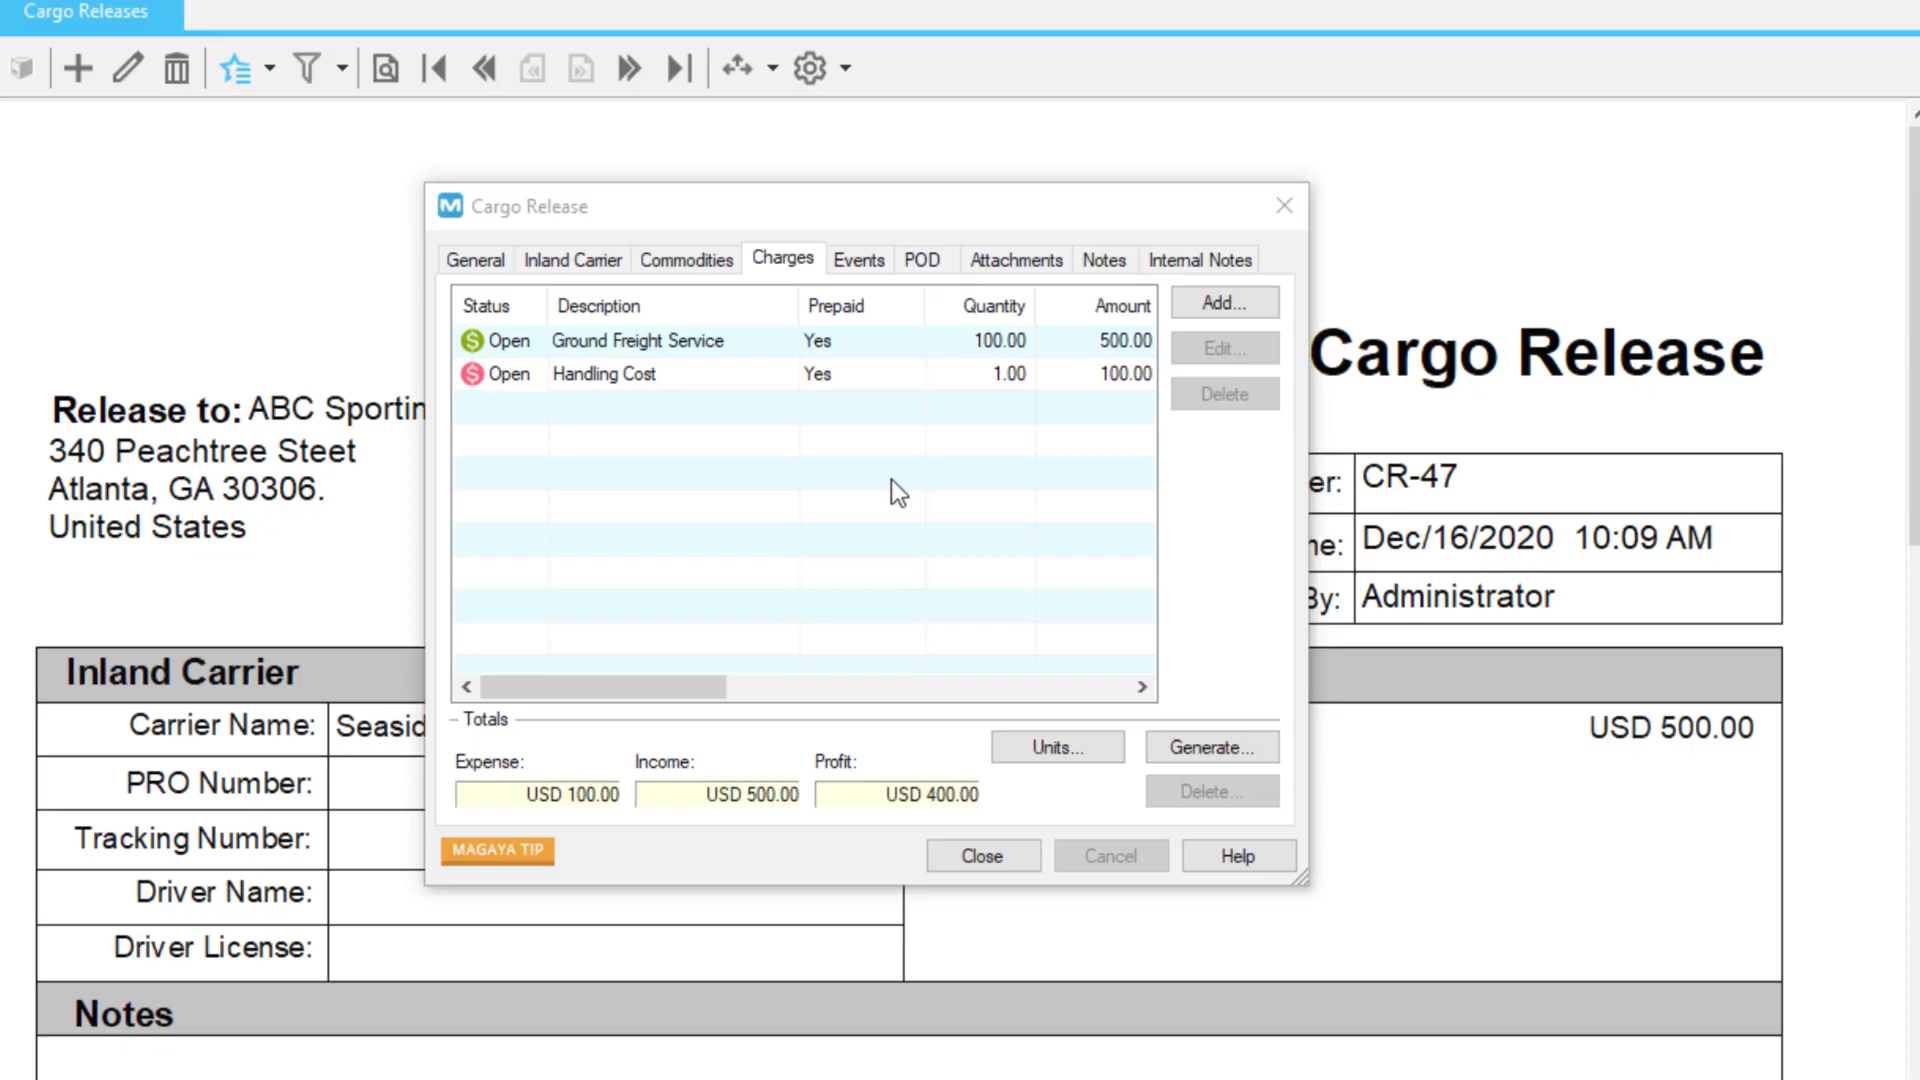 Cargo Releases
M Cargo Release
General Inland Carrier Commodities Charges Events POD Attachments Notes Internal Notes
Status Description Prepaid Quantity Amount
Open Ground Freight Service Yes 100.00 500.00
Open Handling Cost Yes 1.00 100.00
Add...
Edit...
Delete
Totals
Expense: Income: Profit:
USD 100.00 USD 500.00 USD 400.00
Units... Generate...
Delete...
MAGAYA TIP
Close Cancel Help
Cargo Release
Release to: ABC Sportin
340 Peachtree Steet
Atlanta, GA 30306.
United States
er: CR-47
ne: Dec/16/2020 10:09 AM
By: Administrator
Inland Carrier
Carrier Name: Seasid
USD 500.00
PRO Number:
Tracking Number:
Driver Name:
Driver License:
Notes